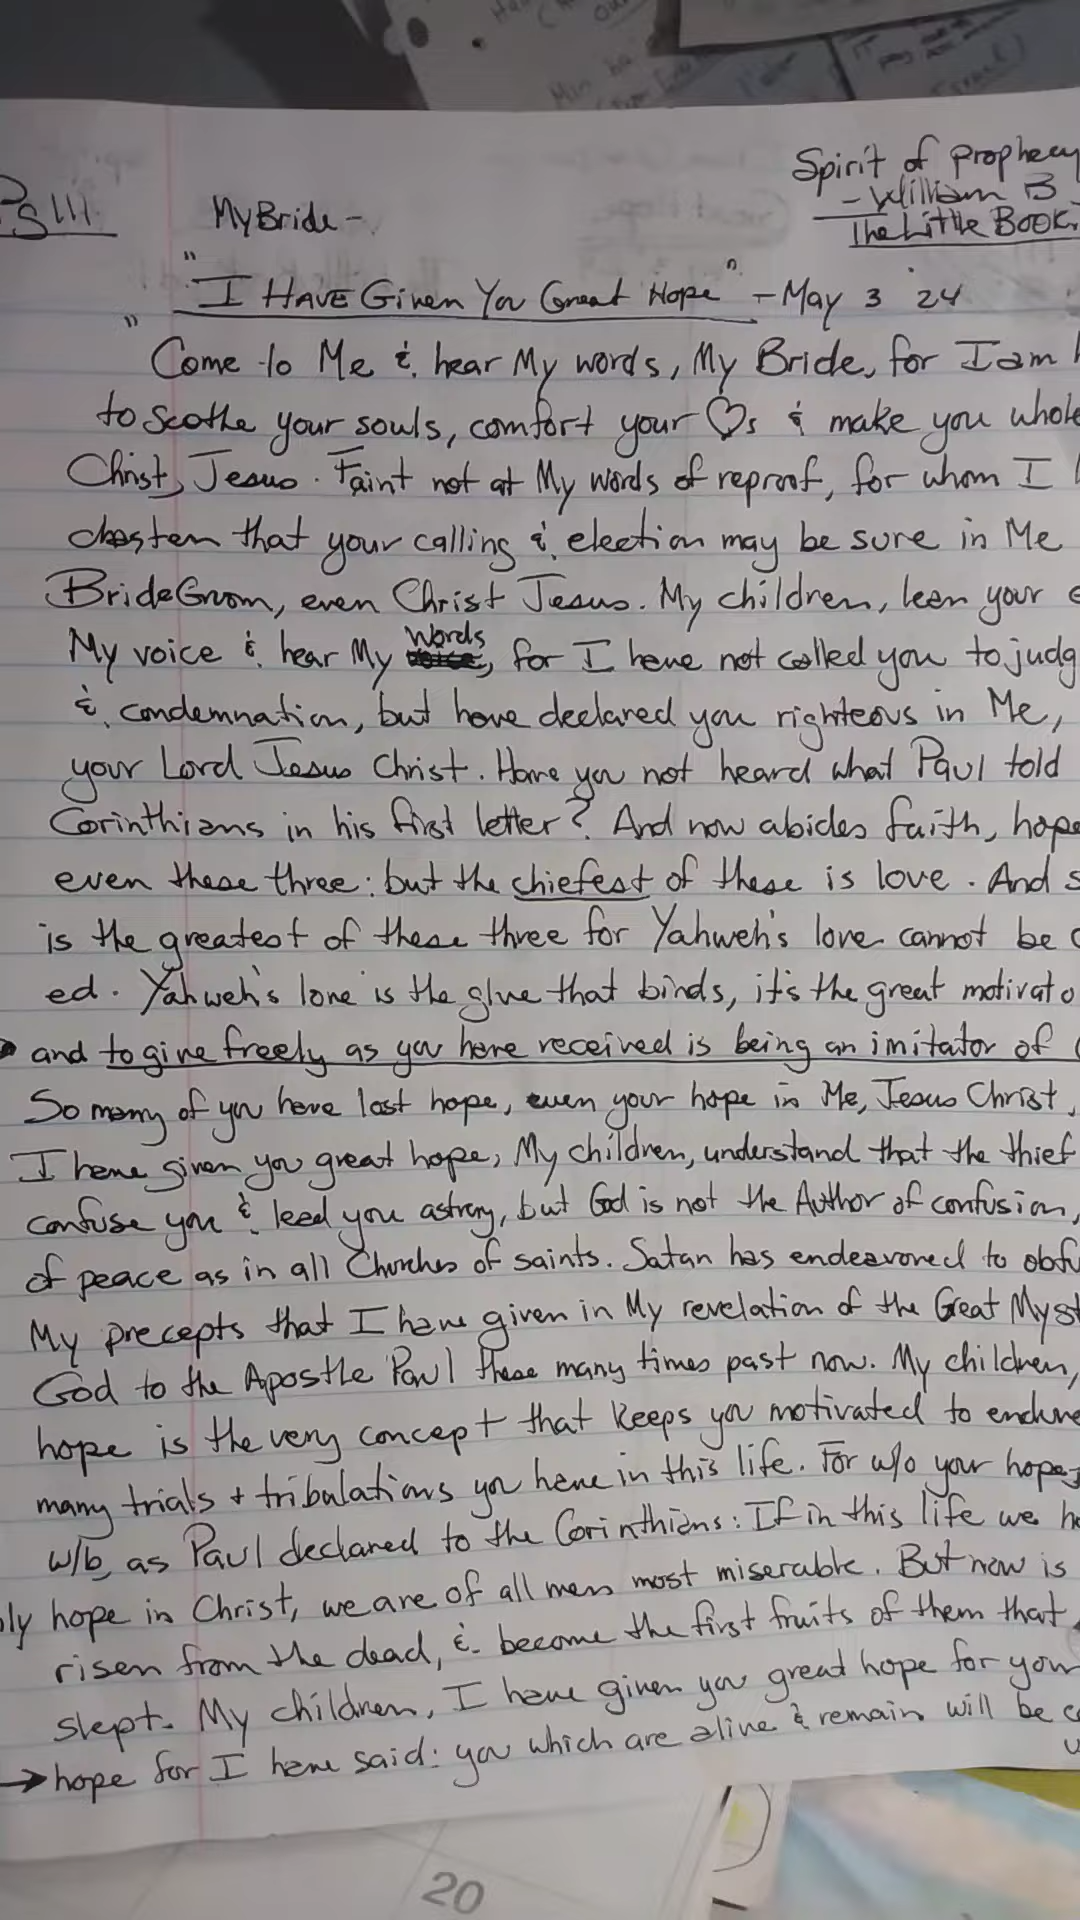 Spirit of Prophecy
- William B
The Little Book
Ps 111
My Bride -
"I HAVE Given You Great Hope" - May 3 '24
" Come to Me & hear My words, My Bride, for I am
to soothe your souls, comfort your ♡s & make you whole
Christ, Jesus. Faint not at My words of reproof, for whom I
chasten that your calling & election may be sure in Me
BrideGroom, even Christ Jesus. My children, lean your
My voice & hear My Words, for I have not called you to judg
& condemnation, but have declared you righteous in Me,
your Lord Jesus Christ. Have you not heard what Paul told
Corinthians in his first letter? And now abides faith, hope
even these three: but the chiefest of these is love. And s
is the greatest of these three for Yahweh's love cannot be
ed. Yahweh's love is the glue that binds, it's the great motivato
and to give freely as you have received is being an imitator of
So many of you have lost hope, even your hope in Me, Jesus Christ,
I have given you great hope, My children, understand that the thief
confuse you & lead you astray, but God is not the Author of confusion,
of peace as in all Churches of saints. Satan has endeavored to obfu
My precepts that I have given in My revelation of the Great Myst
God to the Apostle Paul these many times past now. My children,
hope is the very concept that keeps you motivated to endure
many trials + tribulations you have in this life. For w/o your hope
w/b, as Paul declared to the Corinthians: If in this life we h
ly hope in Christ, we are of all men most miserable. But now is
risen from the dead, & become the first fruits of them that
slept. My children, I have given you great hope for your
→ hope for I have said: you which are alive & remain will be c
20